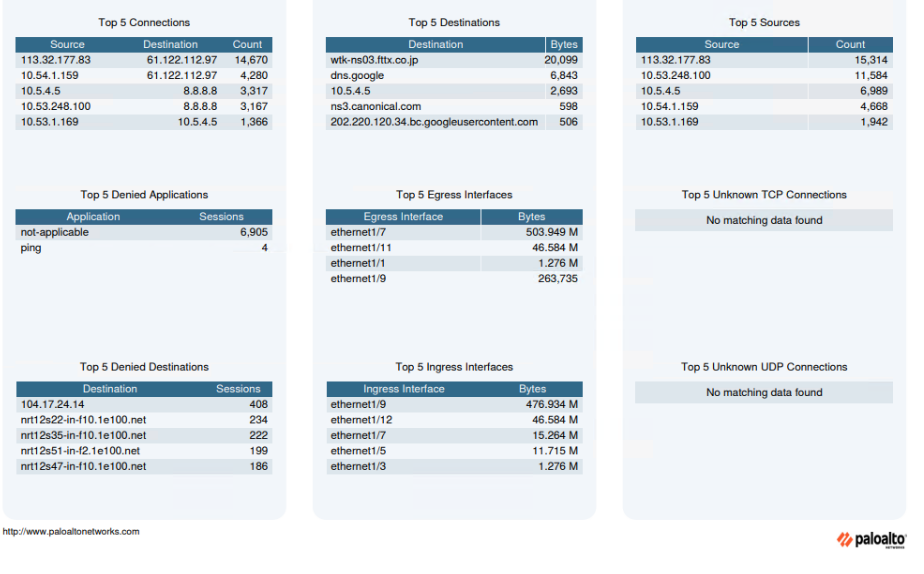 Top 5 Connections
Source Destination Count
113.32.177.83 61.122.112.97 14,670
10.54.1.159 61.122.112.97 4,280
10.5.4.5 8.8.8.8 3,317
10.53.248.100 8.8.8.8 3,167
10.53.1.169 10.5.4.5 1,366
Top 5 Destinations
Destination Bytes
wtk-ns03.fttx.co.jp 20,099
dns.google 6,843
10.5.4.5 2,693
ns3.canonical.com 598
202.220.120.34.bc.googleusercontent.com 506
Top 5 Sources
Source Count
113.32.177.83 15,314
10.53.248.100 11,584
10.5.4.5 6,989
10.54.1.159 4,668
10.53.1.169 1,942
Top 5 Denied Applications
Application Sessions
not-applicable 6,905
ping 4
Top 5 Egress Interfaces
Egress Interface Bytes
ethernet1/7 503.949 M
ethernet1/11 46.584 M
ethernet1/1 1.276 M
ethernet1/9 263,735
Top 5 Unknown TCP Connections
No matching data found
Top 5 Denied Destinations
Destination Sessions
104.17.24.14 408
nrt12s22-in-f10.1e100.net 234
nrt12s35-in-f10.1e100.net 222
nrt12s51-in-f2.1e100.net 199
nrt12s47-in-f10.1e100.net 186
Top 5 Ingress Interfaces
Ingress Interface Bytes
ethernet1/9 476.934 M
ethernet1/12 46.584 M
ethernet1/7 15.264 M
ethernet1/5 11.715 M
ethernet1/3 1.276 M
Top 5 Unknown UDP Connections
No matching data found
http://www.paloaltonetworks.com
paloalto
NETWORKS